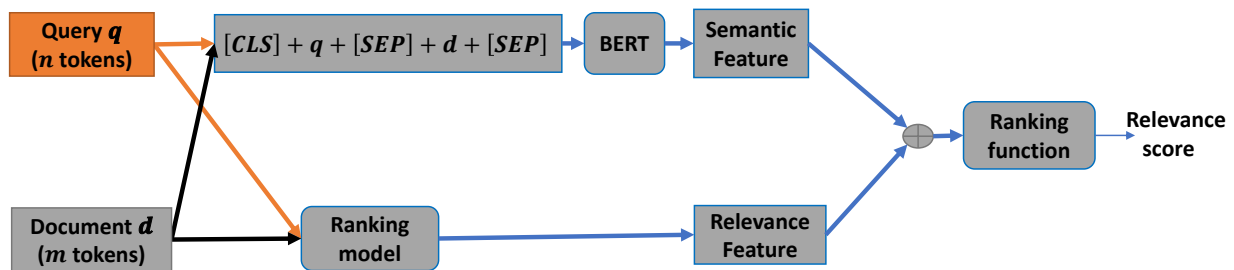 Query q
(n tokens)
[CLS] + q + [SEP] + d + [SEP]
BERT
Semantic
Feature
Ranking
function
Relevance
score
Document d
(m tokens)
Ranking
model
Relevance
Feature